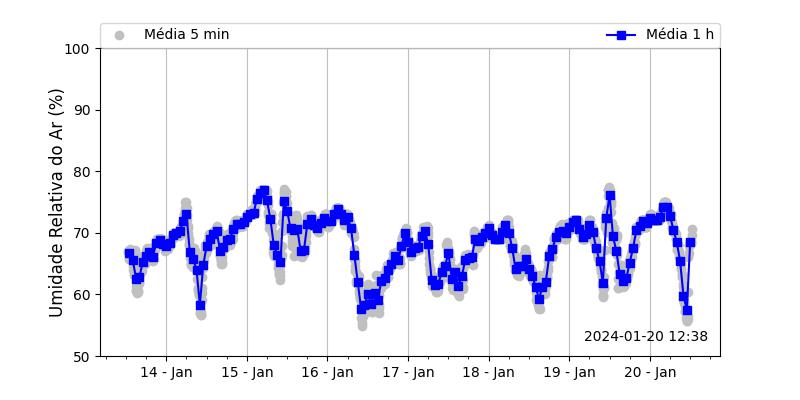 Média 5 min
Média 1 h
Umidade Relativa do Ar (%)
100
90
80
70
60
50
2024-01-20 12:38
14 - Jan
15 - Jan
16 - Jan
17 - Jan
18 - Jan
19 - Jan
20 - Jan